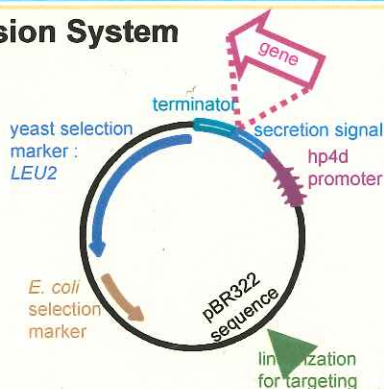 sion System
gene
terminator
yeast selection
marker :
LEU2
secretion signal
hp4d
promoter
E. coli
selection
marker
pBR322
sequence
for targeting